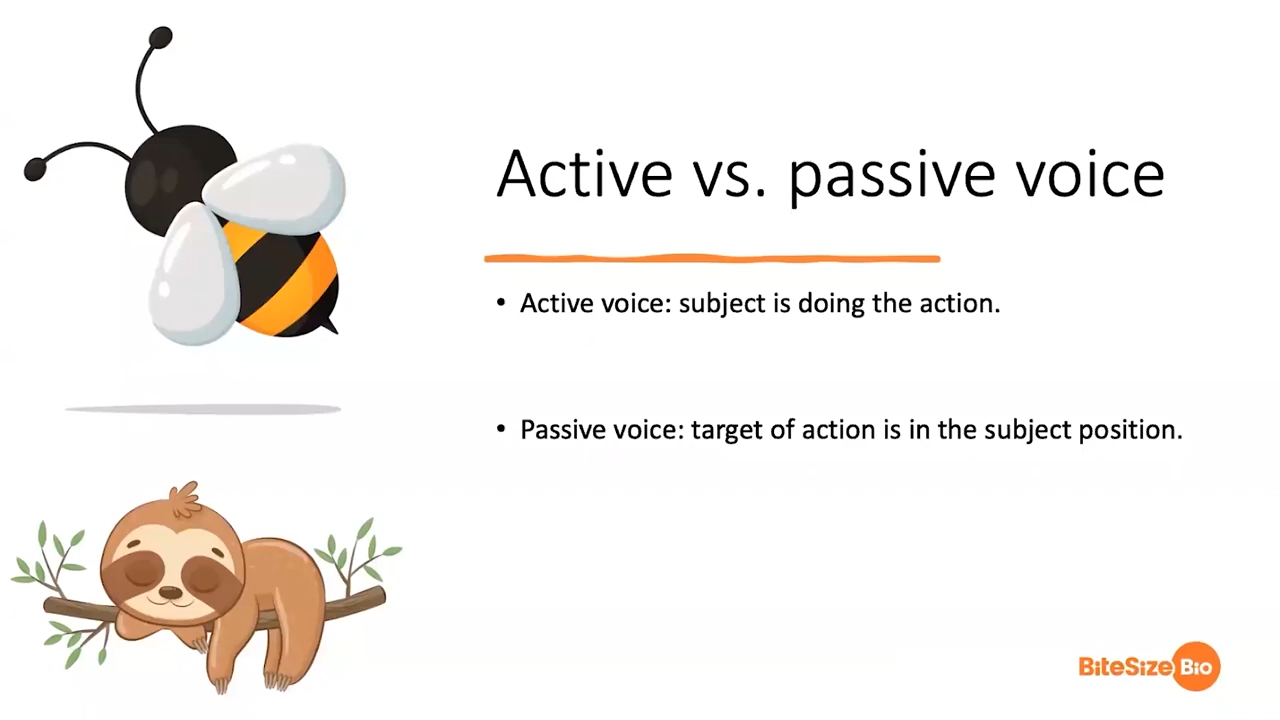 Active vs. passive voice
• Active voice: subject is doing the action.
• Passive voice: target of action is in the subject position.
BiteSize Bio